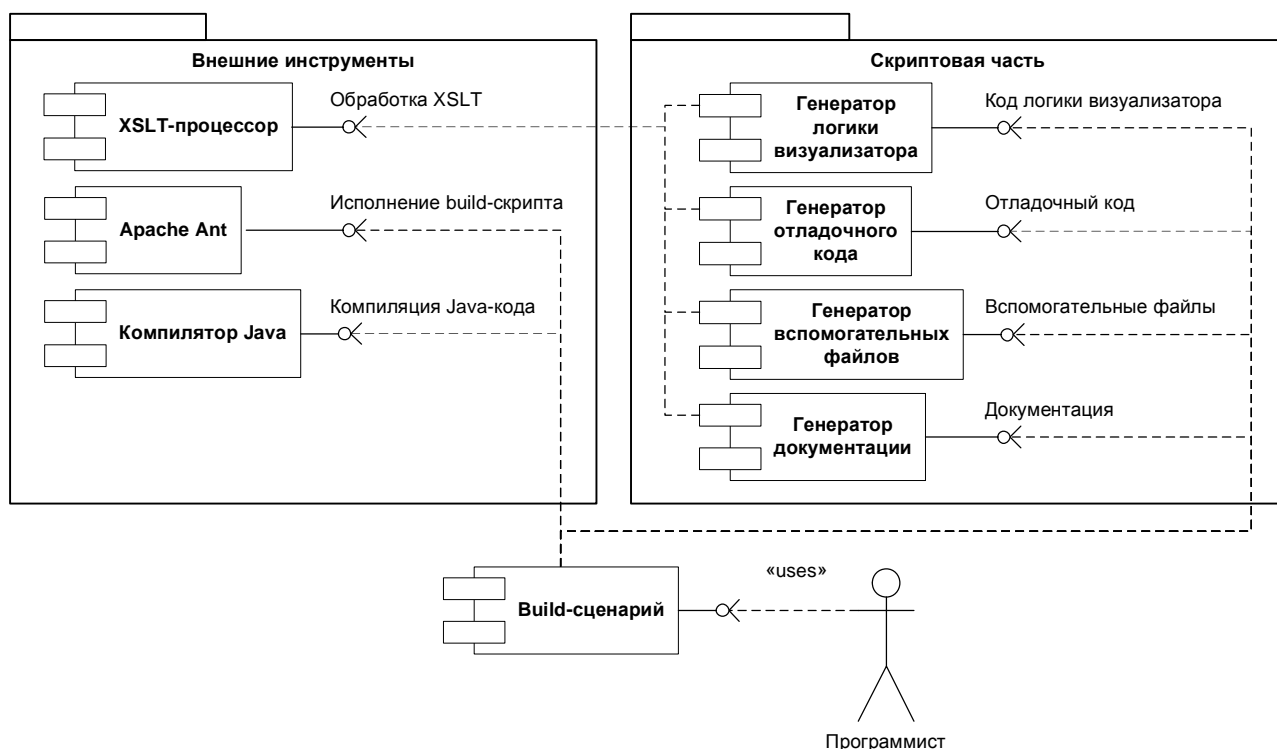 Внешние инструменты
XSLT-процессор
Обработка XSLT
Apache Ant
Исполнение build-скрипта
Компилятор Java
Компиляция Java-кода
Скриптовая часть
Генератор
логики
визуализатора
Код логики визуализатора
Генератор
отладочного
кода
Отладочный код
Генератор
вспомогательных
файлов
Вспомогательные файлы
Генератор
документации
Документация
Build-сценарий
«uses»
Программист